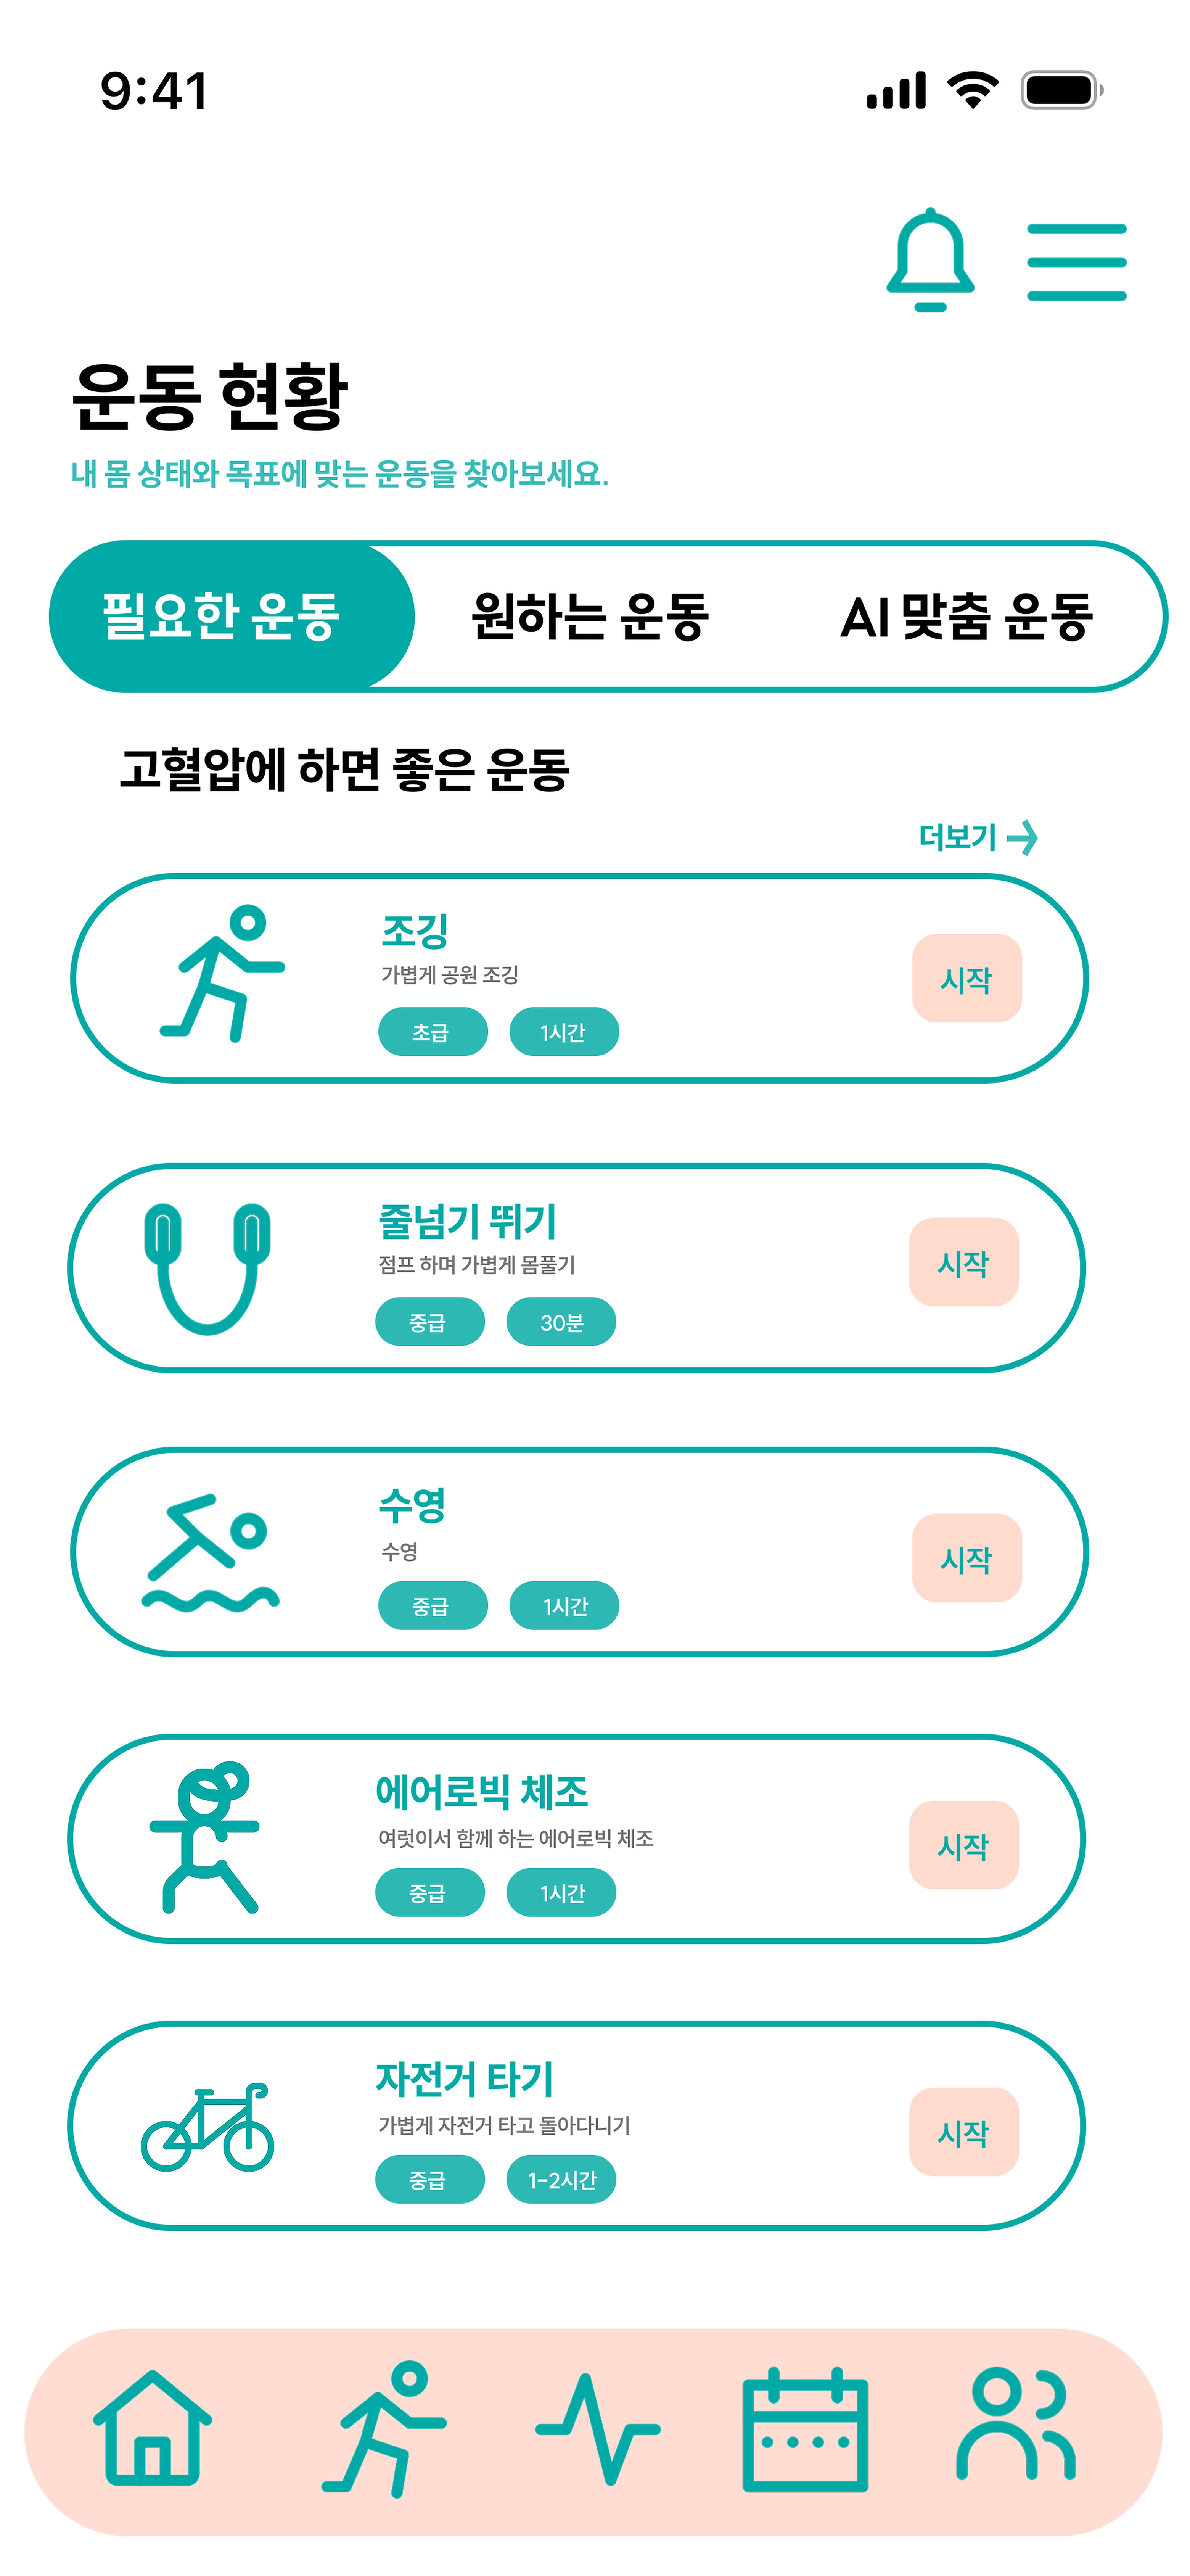 9:41
운동 현황
내 몸 상태와 목표에 맞는 운동을 찾아보세요.
필요한 운동 원하는 운동 AI 맞춤 운동
고혈압에 하면 좋은 운동
더보기
조깅
가볍게 공원 조깅
초급 1시간
시작
줄넘기 뛰기
점프 하며 가볍게 몸풀기
중급 30분
시작
수영
수영
중급 1시간
시작
에어로빅 체조
여럿이서 함께 하는 에어로빅 체조
중급 1시간
시작
자전거 타기
가볍게 자전거 타고 돌아다니기
중급 1-2시간
시작